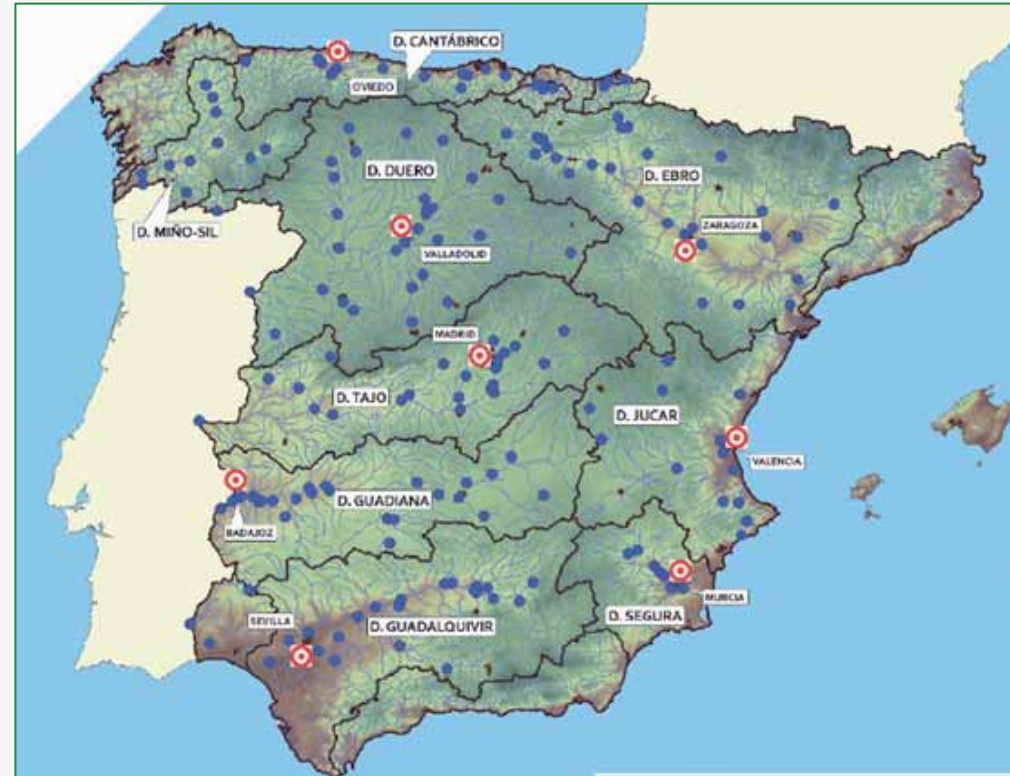 D. CANTÁBRICO
OVIEDO
D. DUERO
D. EBRO
D. MIÑO-SIL
ZARAGOZA
VALLADOLID
MADRID
D. TAJO
D. JUCAR
VALENCIA
D. GUADIANA
BADAJOZ
MURCIA
SEVILLA
D. SEGURA
D. GUADALQUIVIR